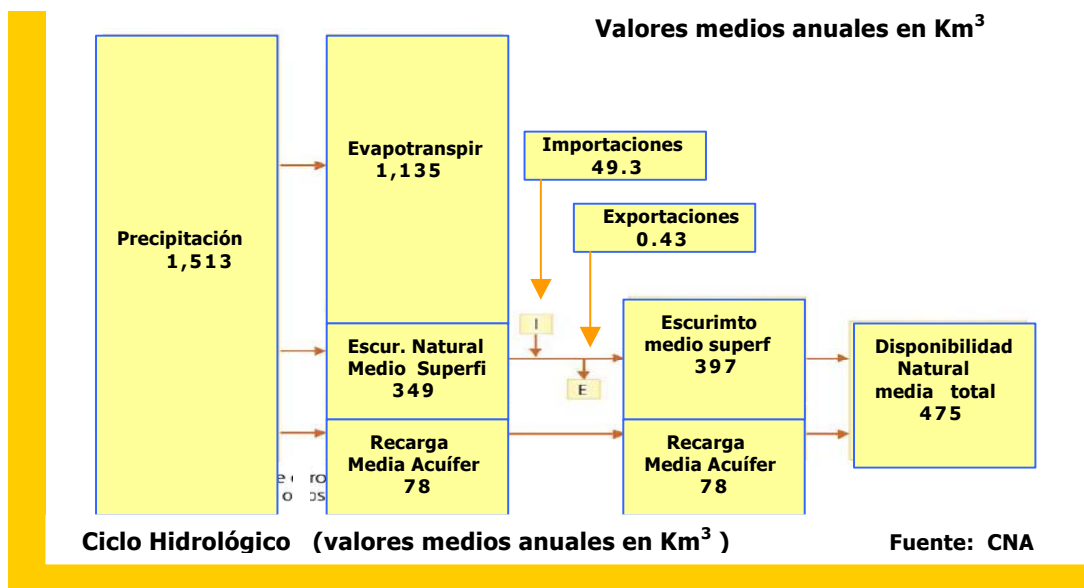 Valores medios anuales en Km³
Precipitación
1,513
Evapotranspir
1,135
Importaciones
49.3
Exportaciones
0.43
I
E
Escur. Natural
Medio Superfi
349
Escurimto
medio superf
397
Disponibilidad
Natural
media total
475
Recarga
Media Acuífer
78
Recarga
Media Acuífer
78
Ciclo Hidrológico (valores medios anuales en Km³ )
Fuente: CNA